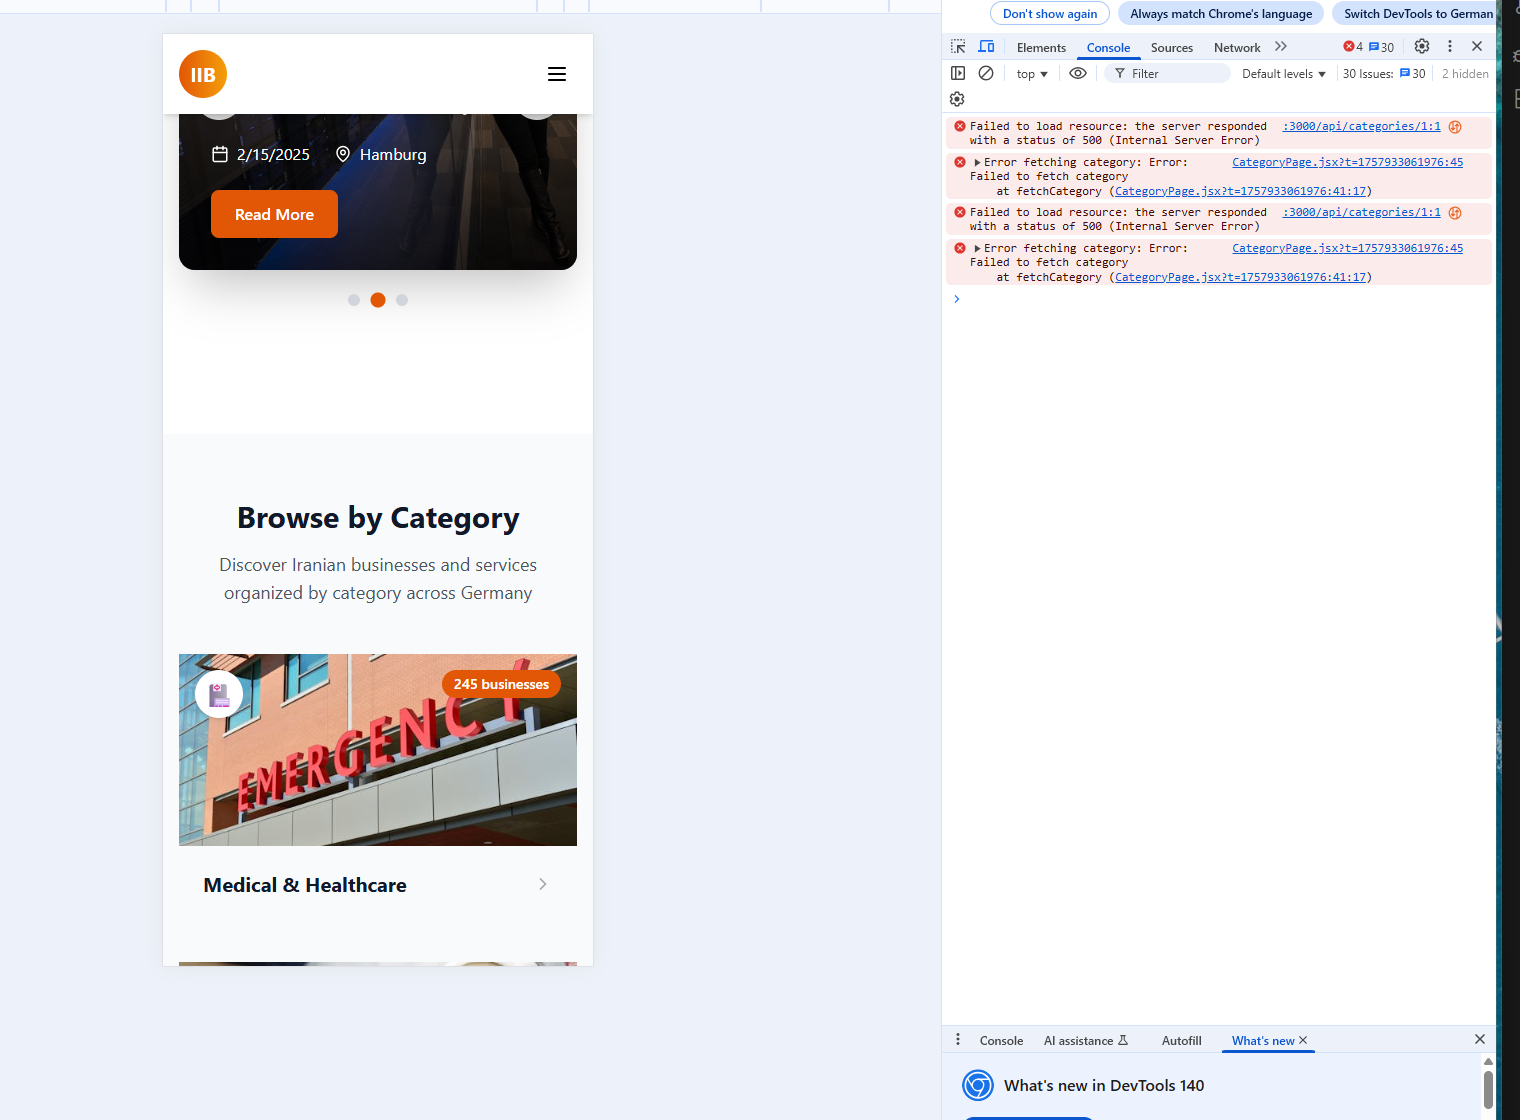 IIB
2/15/2025
Hamburg
Read More
Browse by Category
Discover Iranian businesses and services
organized by category across Germany
245 businesses
EMERGENCY
Medical & Healthcare
Don't show again
Always match Chrome's language
Switch DevTools to German
Elements
Console
Sources
Network
4
30
top
Filter
Default levels
30 Issues:
30
2 hidden
Failed to load resource: the server responded :3000/api/categories/1:1
with a status of 500 (Internal Server Error)
Error fetching category: Error: CategoryPage.jsx?t=1757933061976:45
Failed to fetch category
at fetchCategory (CategoryPage.jsx?t=1757933061976:41:17)
Failed to load resource: the server responded :3000/api/categories/1:1
with a status of 500 (Internal Server Error)
Error fetching category: Error: CategoryPage.jsx?t=1757933061976:45
Failed to fetch category
at fetchCategory (CategoryPage.jsx?t=1757933061976:41:17)
Console
AI assistance
Autofill
What's new
What's new in DevTools 140